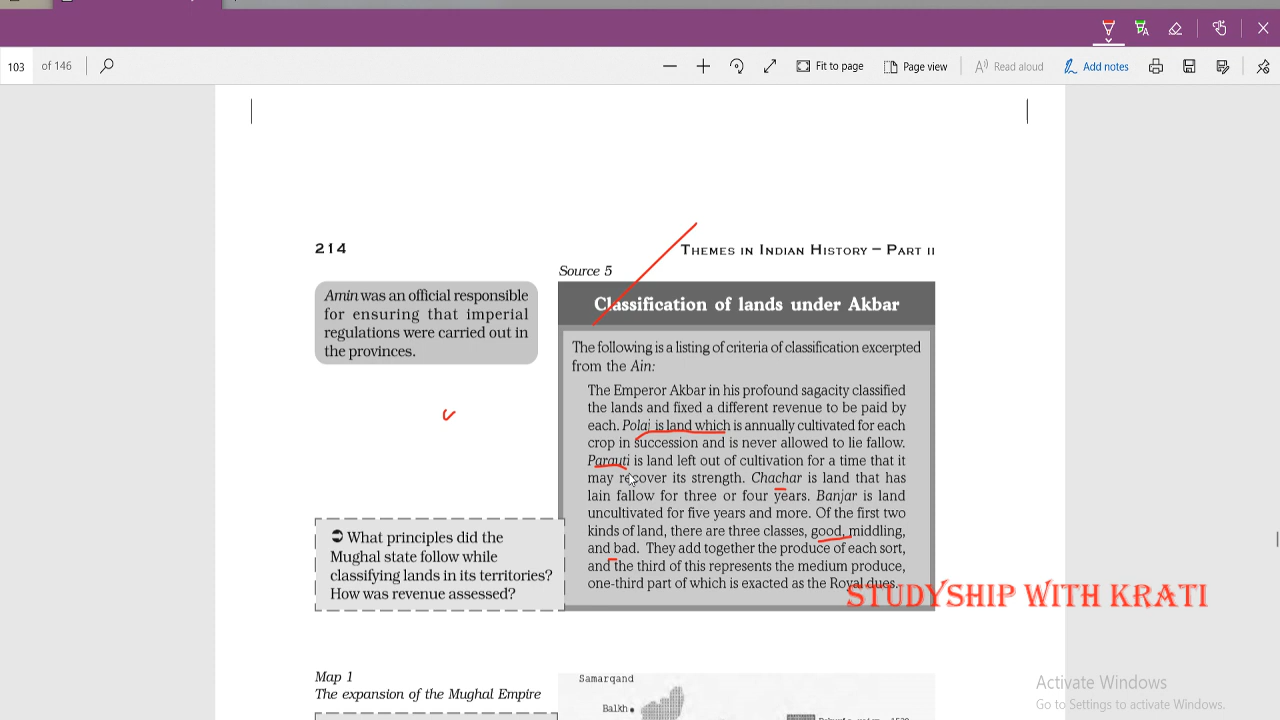 103 of 146
Fit to page
Page view
Read aloud
Add notes
214
THEMES IN INDIAN HISTORY – PART II
Source 5
Amin was an official responsible
for ensuring that imperial
regulations were carried out in
the provinces.
Classification of lands under Akbar
The following is a listing of criteria of classification excerpted
from the Ain:
The Emperor Akbar in his profound sagacity classified
the lands and fixed a different revenue to be paid by
each. Polaj is land which is annually cultivated for each
crop in succession and is never allowed to lie fallow.
Parauti is land left out of cultivation for a time that it
may recover its strength. Chachar is land that has
lain fallow for three or four years. Banjar is land
uncultivated for five years and more. Of the first two
kinds of land, there are three classes, good, middling,
and bad. They add together the produce of each sort,
and the third of this represents the medium produce,
one-third part of which is exacted as the Royal dues.
➲ What principles did the
Mughal state follow while
classifying lands in its territories?
How was revenue assessed?
STUDYSHIP WITH KRATI
Map 1
The expansion of the Mughal Empire
Samarqand
Balkh
Activate Windows
Go to Settings to activate Windows.